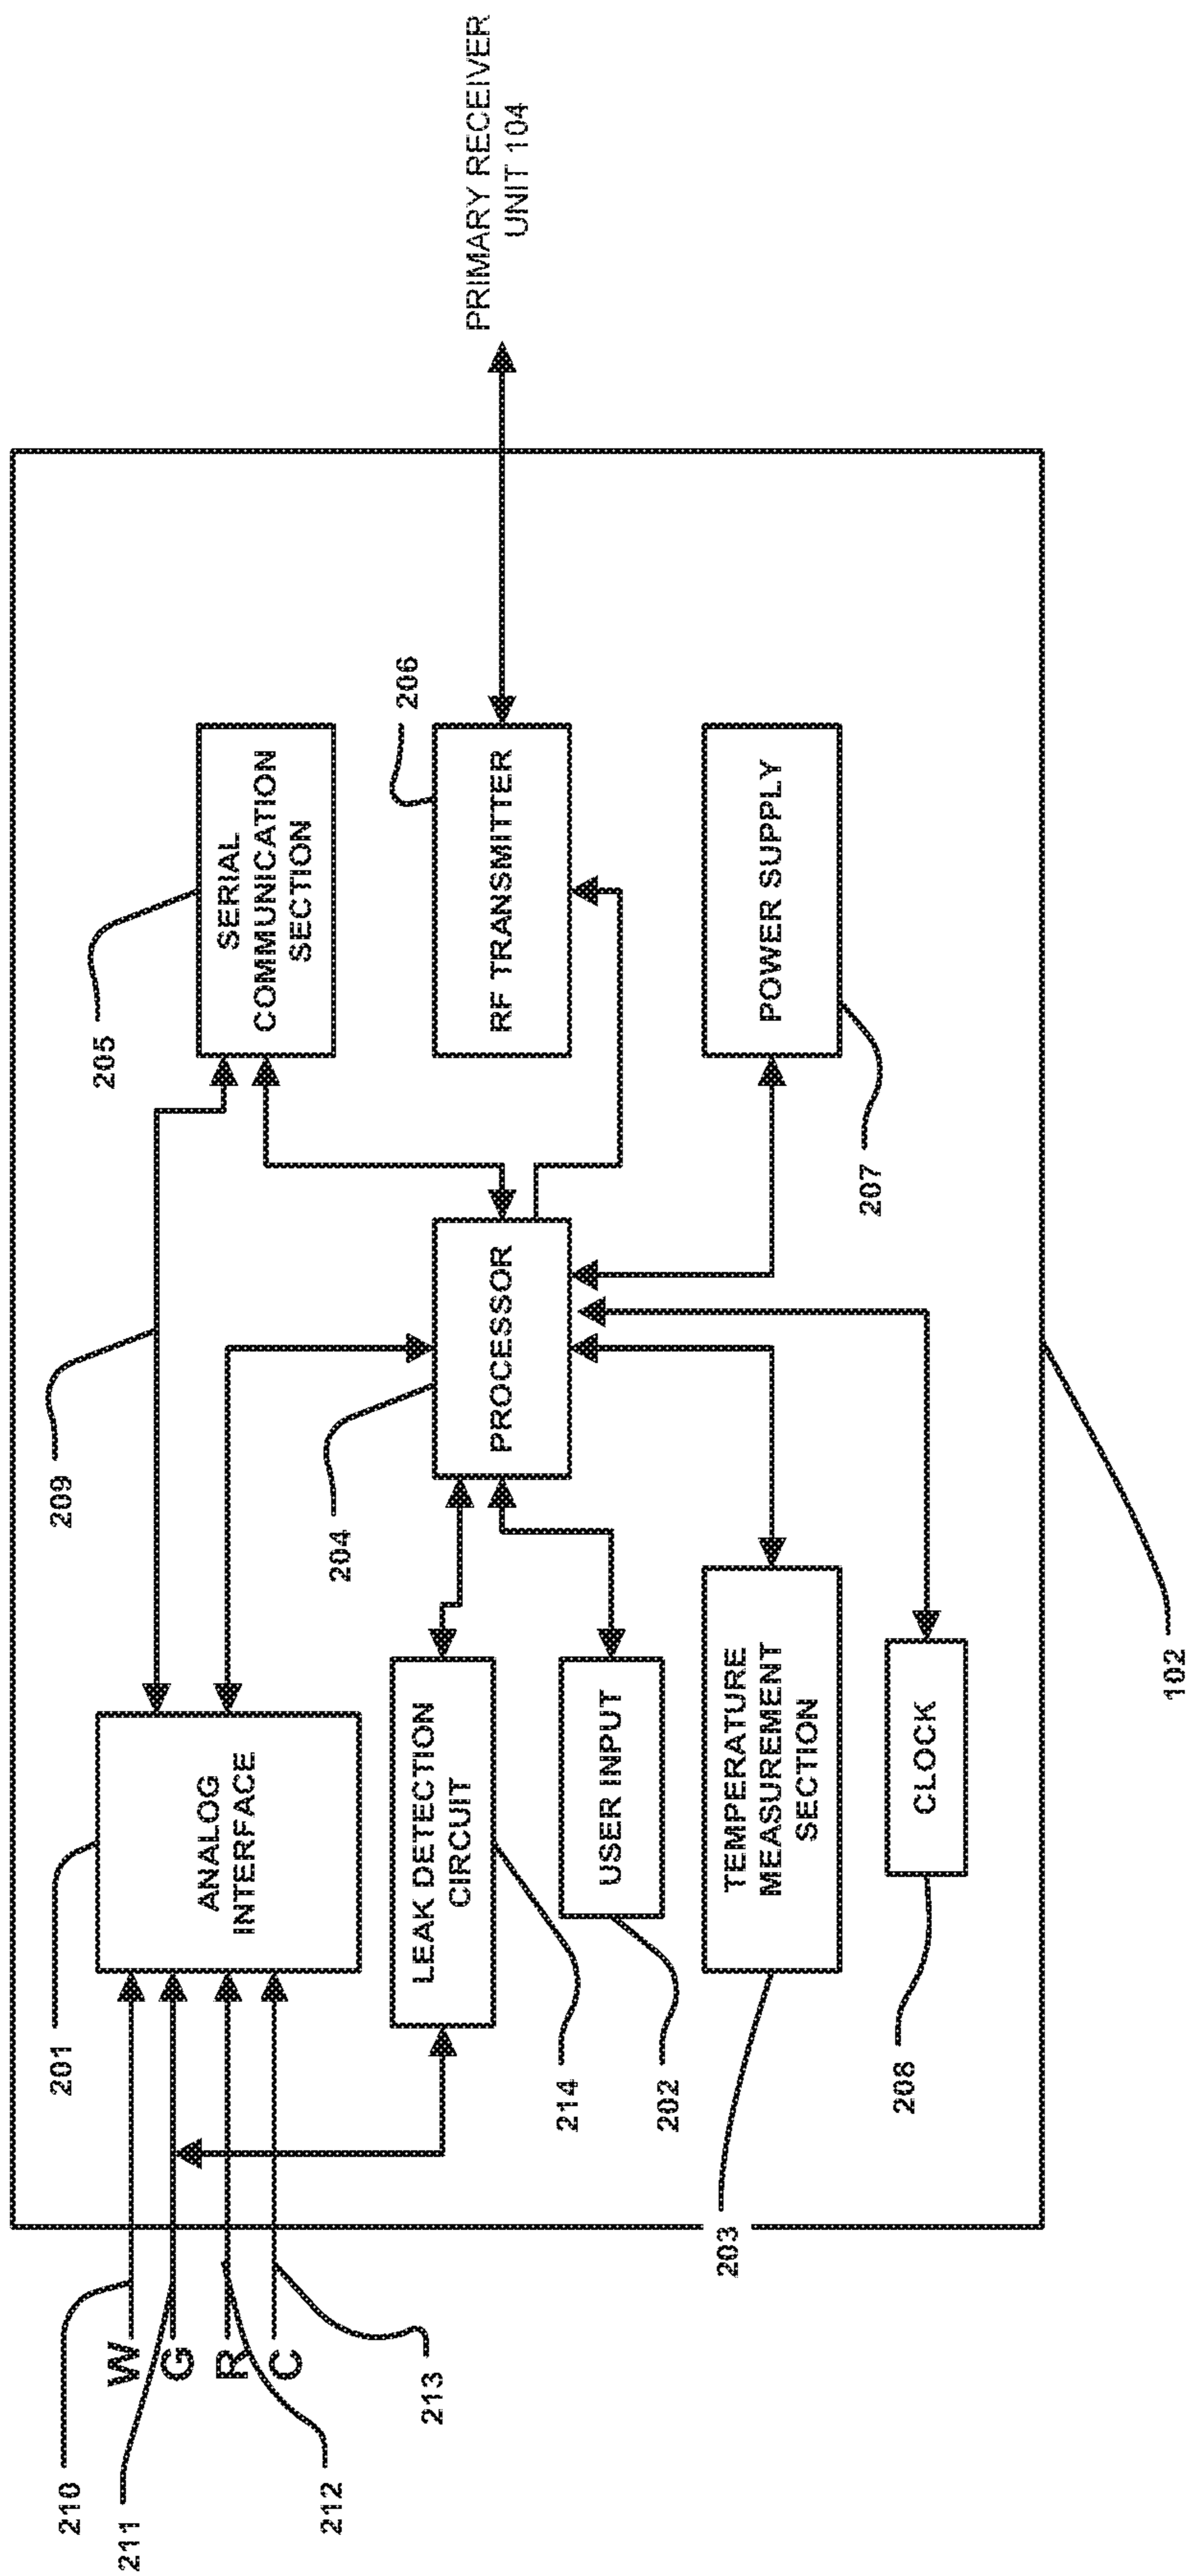 210
211
212
213
W
G
R
C
201
ANALOG
INTERFACE
209
205
SERIAL
COMMUNICATION
SECTION
204
PROCESSOR
206
RF TRANSMITTER
PRIMARY RECEIVER
UNIT 104
LEAK DETECTION
CIRCUIT
214
USER INPUT
202
TEMPERATURE
MEASUREMENT
SECTION
203
POWER SUPPLY
207
CLOCK
208
102